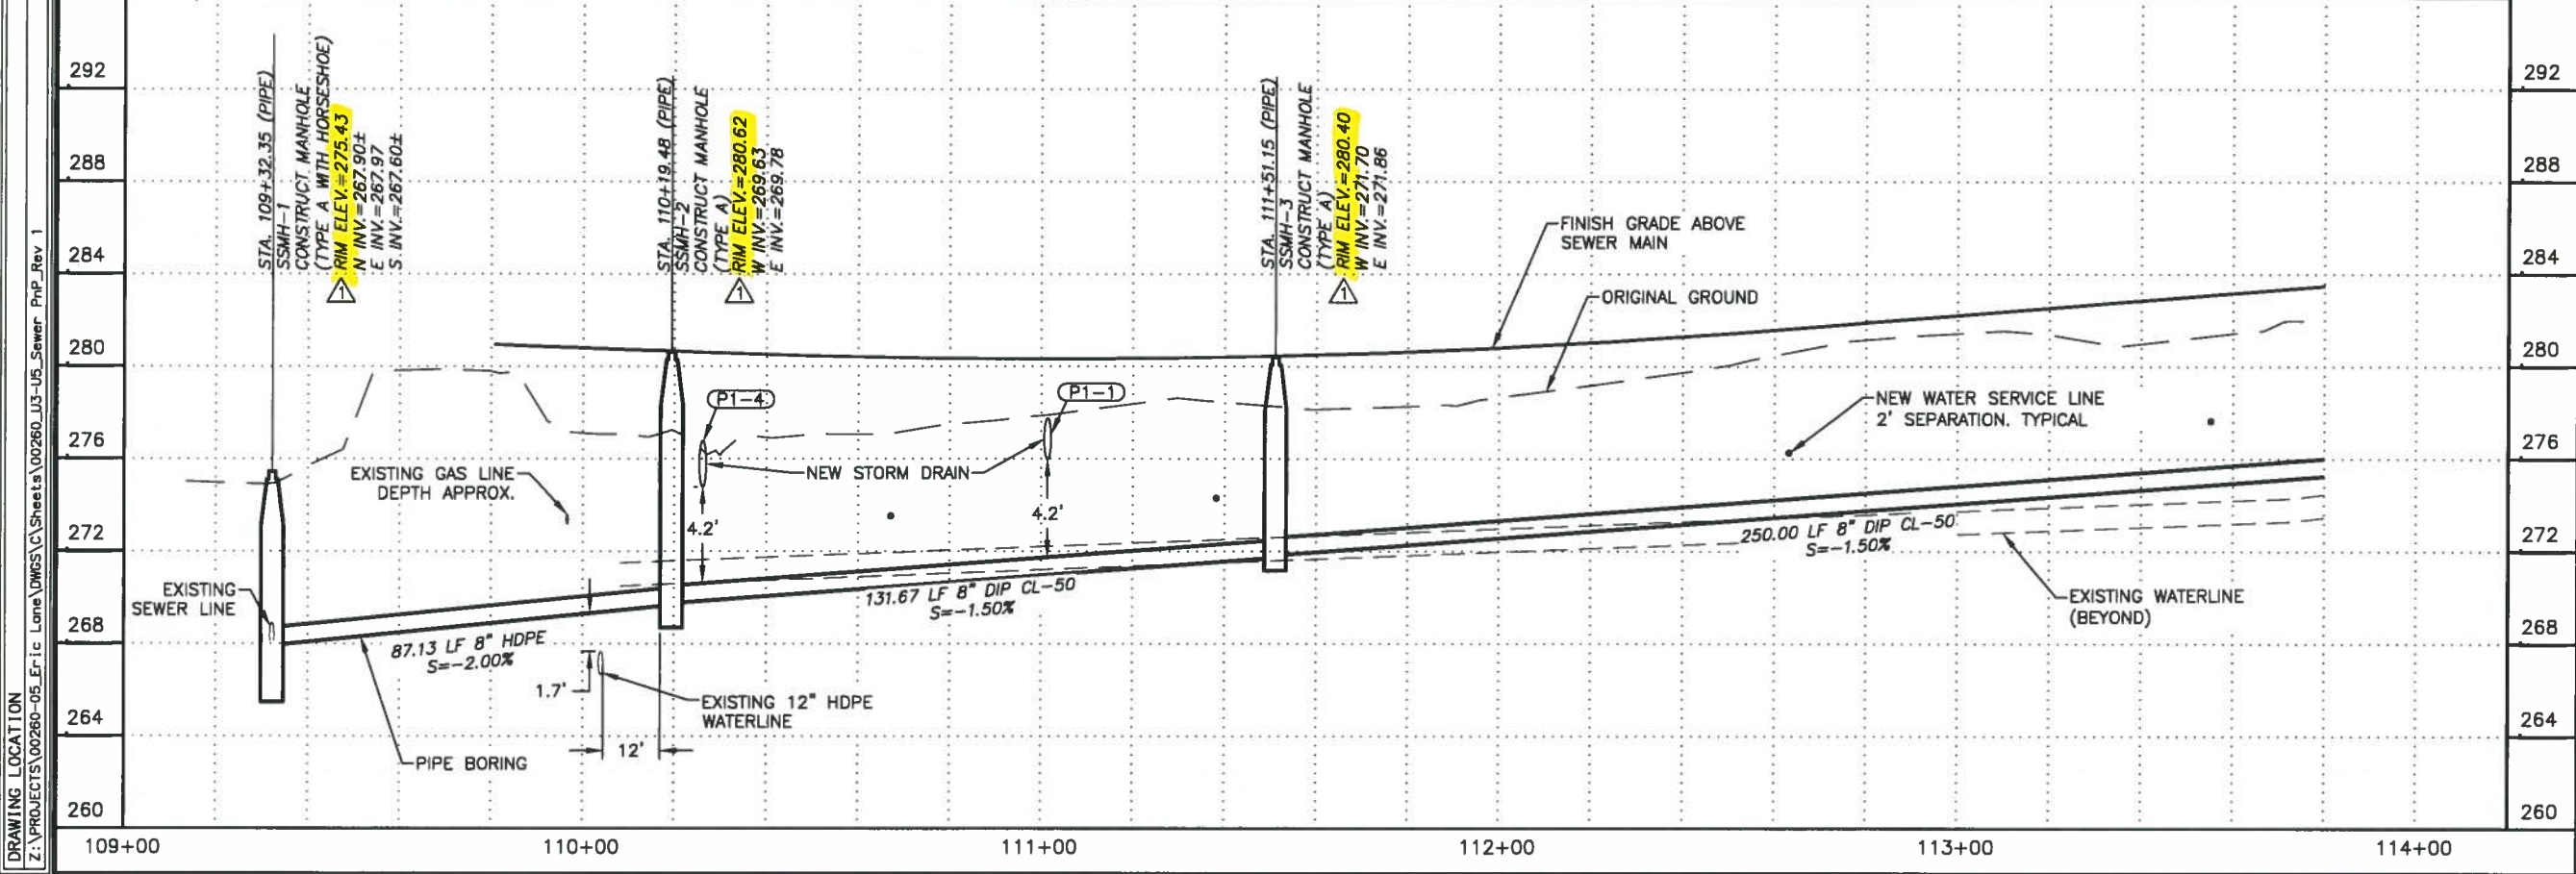 DRAWING LOCATION
Z:\PROJECTS\00260-05_Eric Lane\DWGS\C\Sheets\00260_U3-U5_Sewer PnP_Rev 1
292
288
284
280
276
272
268
264
260
STA. 109+32.35 (PIPE)
SSMH-1
CONSTRUCT MANHOLE
(TYPE A WITH HORSESHOE)
RIM ELEV.=275.43
N INV.=267.90±
E INV.=267.97
S INV.=267.60±
1
STA. 110+19.48 (PIPE)
SSMH-2
CONSTRUCT MANHOLE
(TYPE A)
RIM ELEV.=280.62
W INV.=269.63
E INV.=269.78
1
STA. 111+51.15 (PIPE)
SSMH-3
CONSTRUCT MANHOLE
(TYPE A)
RIM ELEV.=280.40
W INV.=271.70
E INV.=271.86
1
FINISH GRADE ABOVE
SEWER MAIN
ORIGINAL GROUND
P1-4
P1-1
NEW WATER SERVICE LINE
2' SEPARATION. TYPICAL
EXISTING GAS LINE
DEPTH APPROX.
NEW STORM DRAIN
4.2'
4.2'
250.00 LF 8" DIP CL-50
S=-1.50%
EXISTING
SEWER LINE
131.67 LF 8" DIP CL-50
S=-1.50%
EXISTING WATERLINE
(BEYOND)
87.13 LF 8" HDPE
S=-2.00%
1.7'
EXISTING 12" HDPE
WATERLINE
12'
PIPE BORING
292
288
284
280
276
272
268
264
260
109+00
110+00
111+00
112+00
113+00
114+00